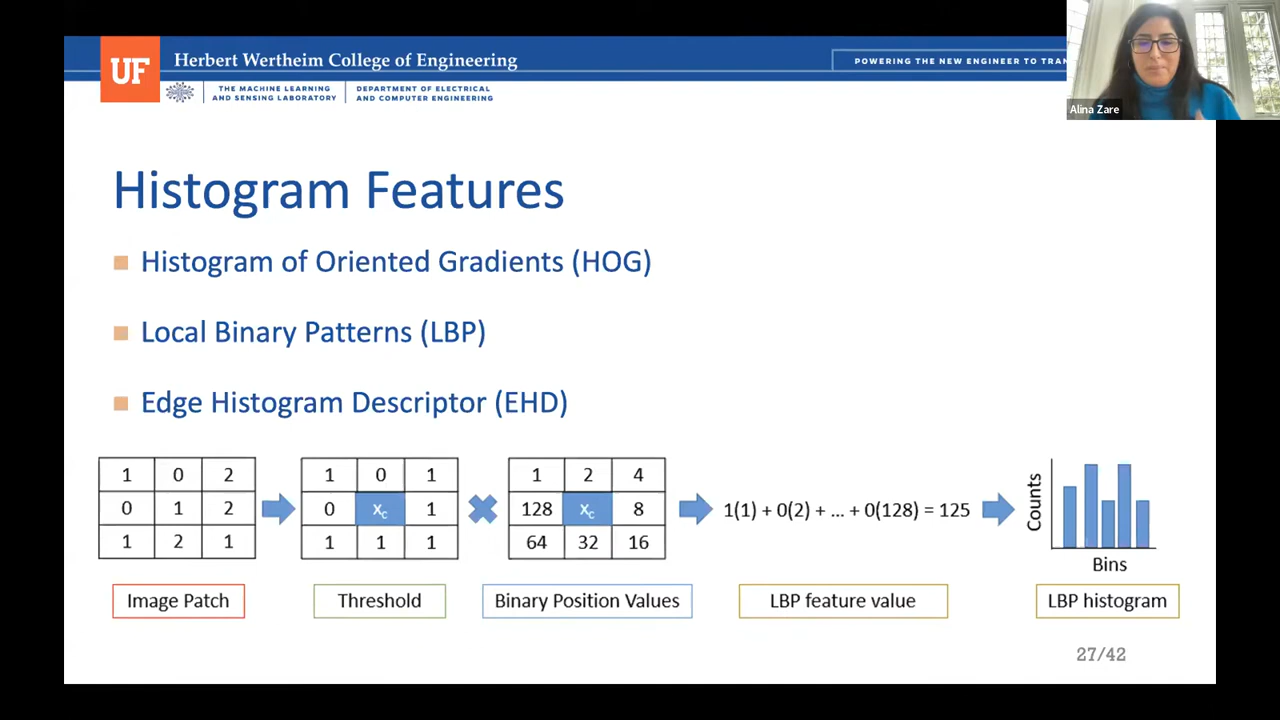 UF
Herbert Wertheim College of Engineering
POWERING THE NEW ENGINEER TO
THE MACHINE LEARNING
AND SENSING LABORATORY
DEPARTMENT OF ELECTRICAL
AND COMPUTER ENGINEERING
Alina Zare
Histogram Features
Histogram of Oriented Gradients (HOG)
Local Binary Patterns (LBP)
Edge Histogram Descriptor (EHD)
1 0 2
0 1 2
1 2 1
Image Patch
1 0 1
0 Xc 1
1 1 1
Threshold
1 2 4
128 Xc 8
64 32 16
Binary Position Values
1(1) + 0(2) + ... + 0(128) = 125
LBP feature value
Counts
Bins
LBP histogram
27/42